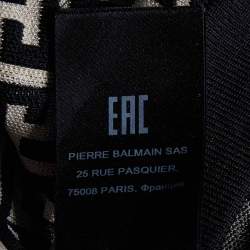 EAC
PIERRE BALMAIN SAS
25 RUE PASQUIER,
75008 PARIS, Франция